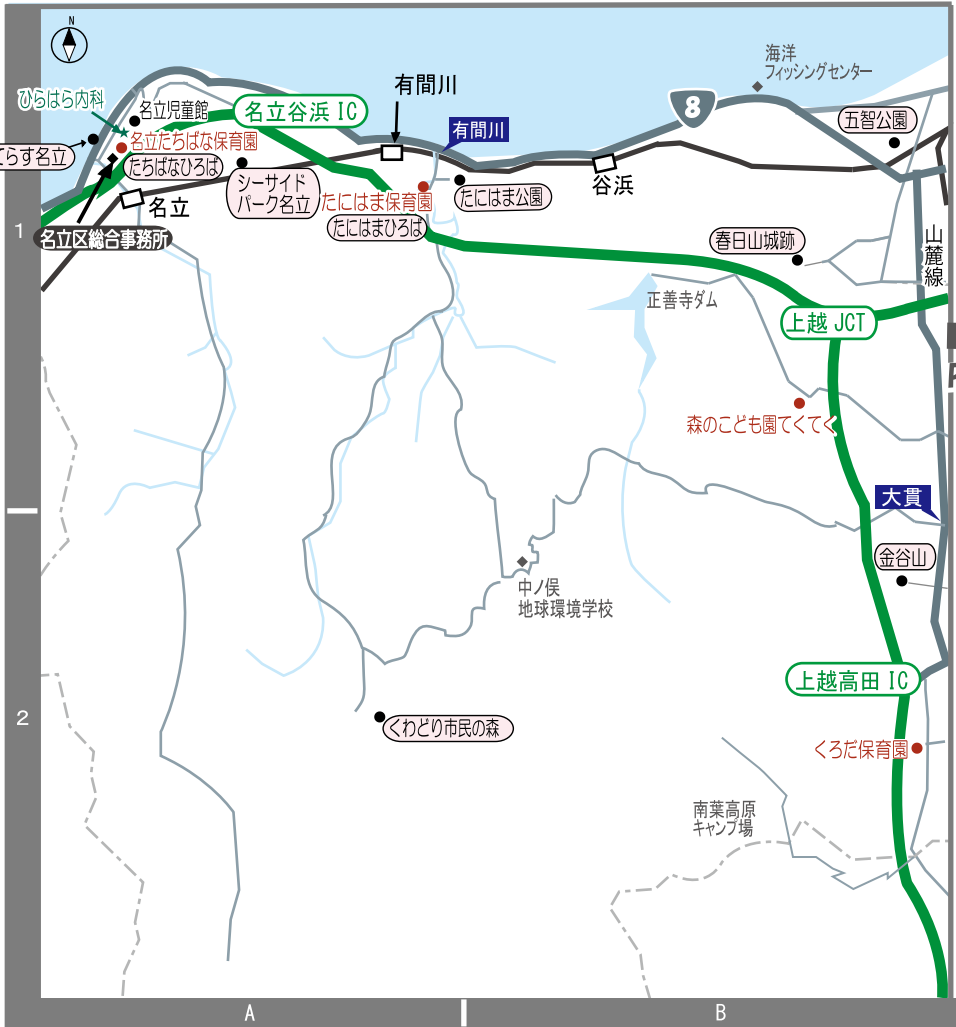 N
海洋
フィッシングセンター
有間川
ひらはら内科
名立児童館
名立谷浜 IC
8
五智公園
有間川
てらす名立
名立たちばな保育園
たちばなひろば
シーサイド
パーク名立
たにはま保育園
たにはまひろば
たにはま公園
谷浜
名立
1
名立区総合事務所
春日山城跡
山麓線
正善寺ダム
上越 JCT
森のこども園てくてく
大貫
金谷山
中ノ俣
地球環境学校
上越高田 IC
2
くわどり市民の森
くろだ保育園
南葉高原
キャンプ場
A
B